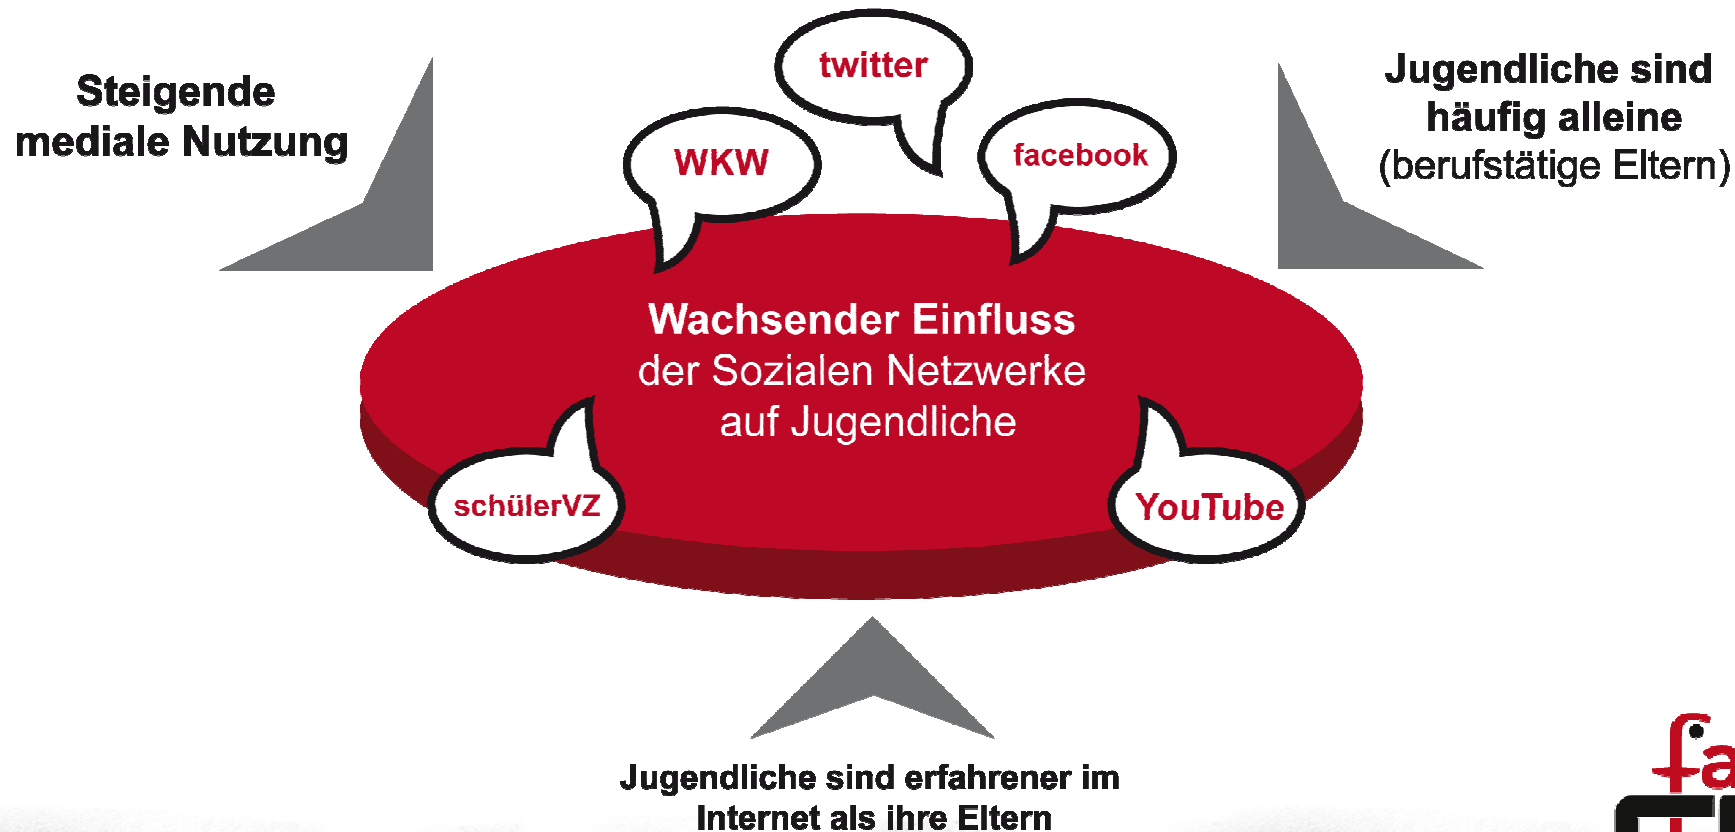 Steigende
mediale Nutzung
twitter
WKW
facebook
Jugendliche sind
häufig alleine
(berufstätige Eltern)
Wachsender Einfluss
der Sozialen Netzwerke
auf Jugendliche
schülerVZ
YouTube
Jugendliche sind erfahrener im
Internet als ihre Eltern
fa